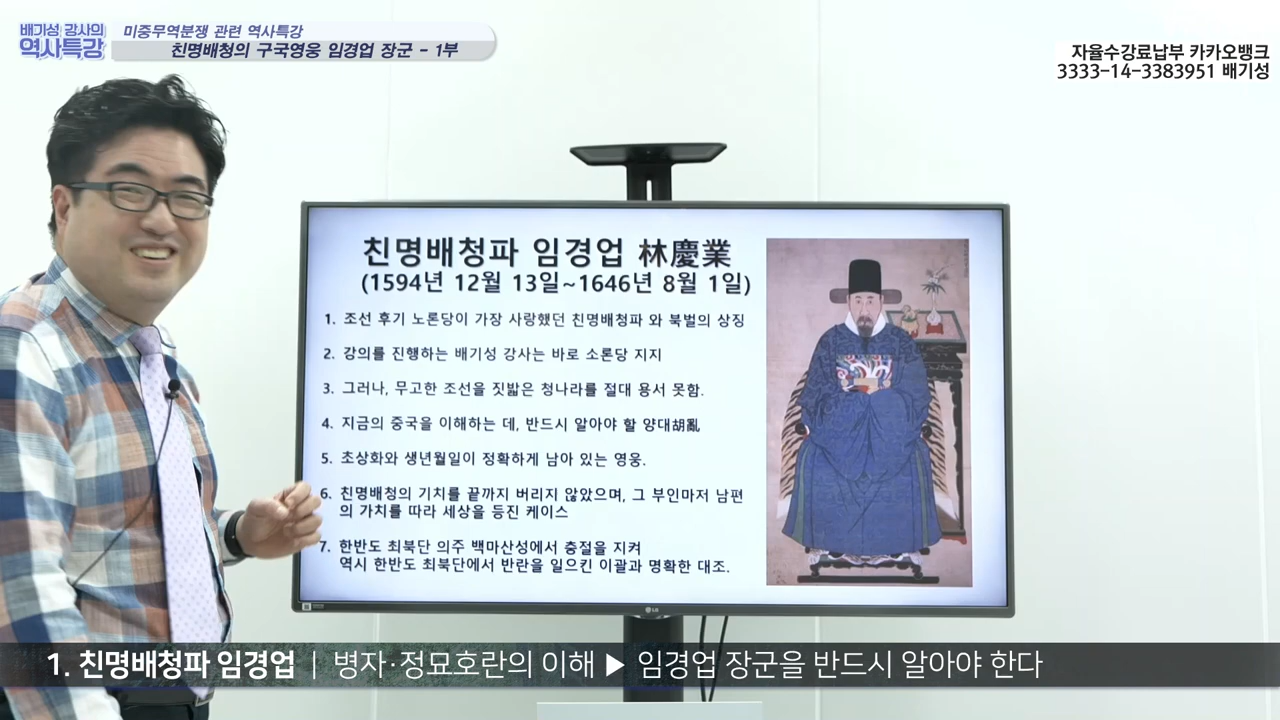 배기성 강사의
역사특강
미중무역분쟁 관련 역사특강
친명배청의 구국영웅 임경업 장군 - 1부
자율수강료납부 카카오뱅크
3333-14-3383951 배기성
친명배청파 임경업 林慶業
(1594년 12월 13일~1646년 8월 1일)
1. 조선 후기 노론당이 가장 사랑했던 친명배청파 와 북벌의 상징
2. 강의를 진행하는 배기성 강사는 바로 소론당 지지
3. 그러나, 무고한 조선을 짓밟은 청나라를 절대 용서 못함.
4. 지금의 중국을 이해하는 데, 반드시 알아야 할 양대胡亂
5. 초상화와 생년월일이 정확하게 남아 있는 영웅.
6. 친명배청의 기치를 끝까지 버리지 않았으며, 그 부인마저 남편
의 가치를 따라 세상을 등진 케이스
7. 한반도 최북단 의주 백마산성에서 충절을 지켜
역시 한반도 최북단에서 반란을 일으킨 이괄과 명확한 대조.
LG
1. 친명배청파 임경업 | 병자·정묘호란의 이해 ▶ 임경업 장군을 반드시 알아야 한다